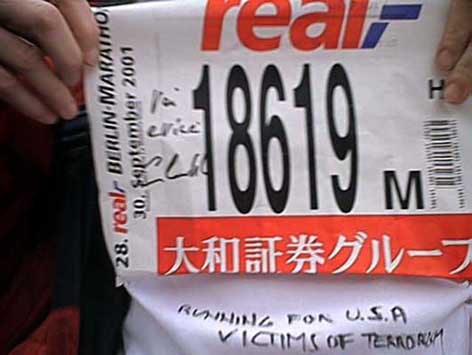 real,-
28. real,- BERLIN-MARATHON
30. September 2001
18619 M
H
大和証券グループ
RUNNING FOR U.S.A
VICTIMS OF TERRORISM